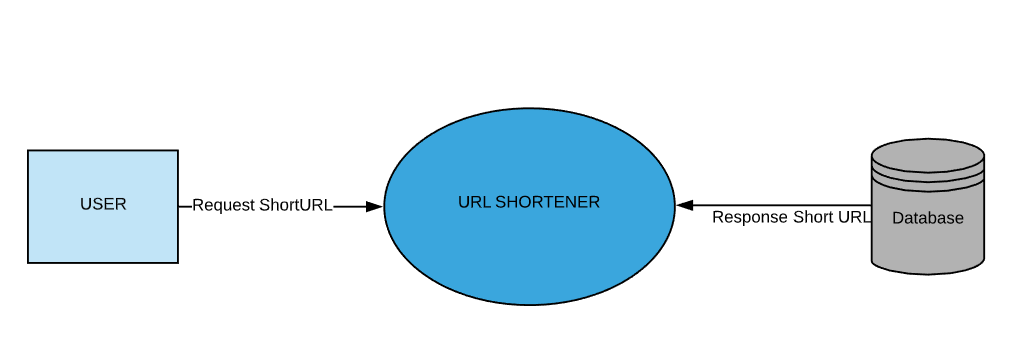 USER
Request ShortURL
URL SHORTENER
Response Short URL
Database